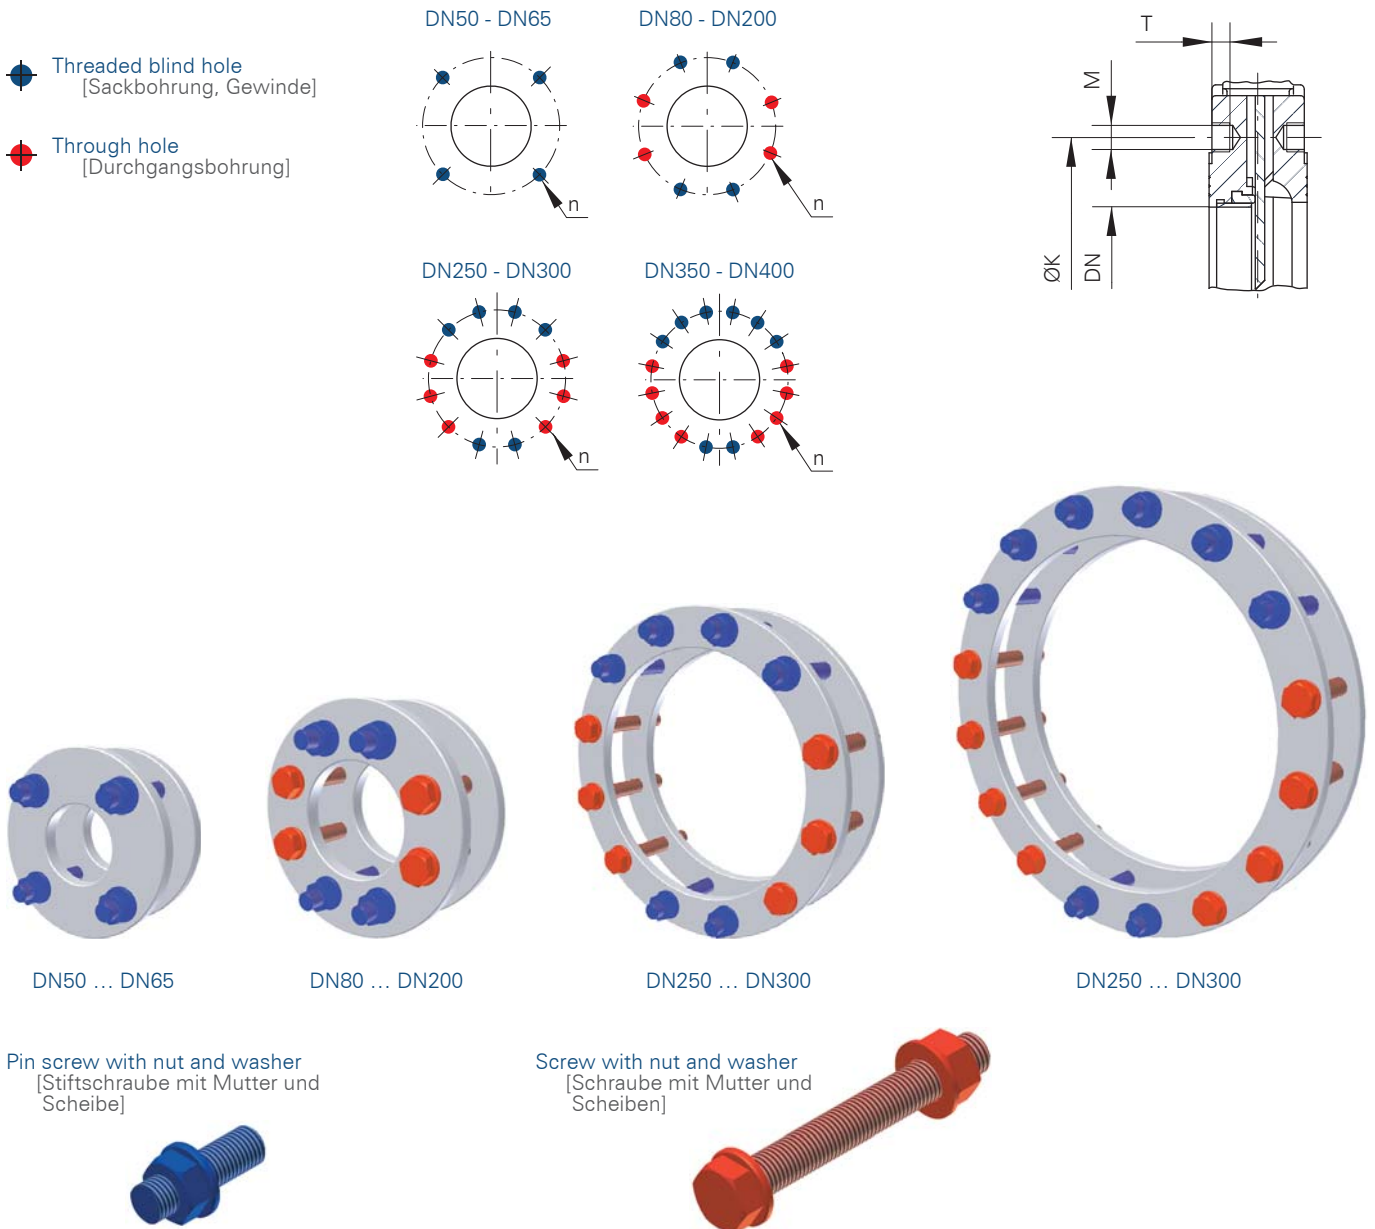 DN50 - DN65
DN80 - DN200
Threaded blind hole
[Sackbohrung, Gewinde]
Through hole
[Durchgangsbohrung]
n
n
T
M
ØK
DN
DN250 - DN300
DN350 - DN400
n
n
DN50 … DN65
DN80 … DN200
DN250 … DN300
DN250 … DN300
Pin screw with nut and washer
[Stiftschraube mit Mutter und
Scheibe]
Screw with nut and washer
[Schraube mit Mutter und
Scheiben]